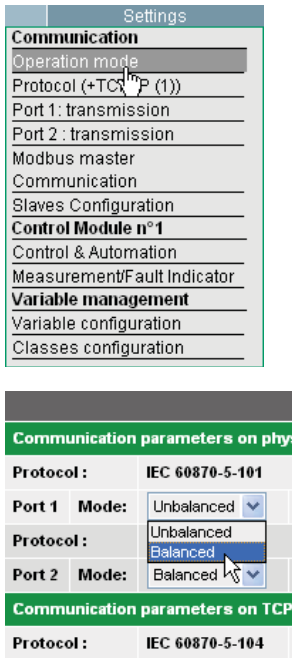 Settings
Communication
Operation mode
Protocol (+TCP (1))
Port 1: transmission
Port 2 : transmission
Modbus master
Communication
Slaves Configuration
Control Module n°1
Control & Automation
Measurement/Fault Indicator
Variable management
Variable configuration
Classes configuration
Communication parameters on
Protocol : IEC 60870-5-101
Port 1 Mode: Unbalanced
Unbalanced
Protocol :
Balanced
Port 2 Mode: Balanced
Communication parameters on TCP
Protocol : IEC 60870-5-104